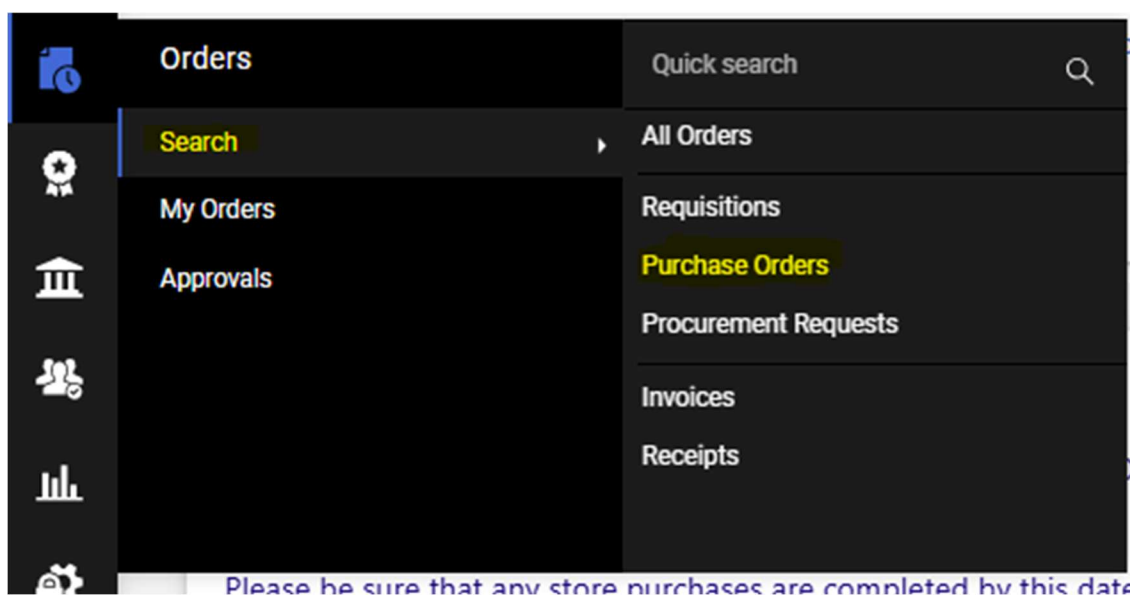 Orders
Search
My Orders
Approvals
Quick search
All Orders
Requisitions
Purchase Orders
Procurement Requests
Invoices
Receipts
Please be sure that any store purchases are completed by this date